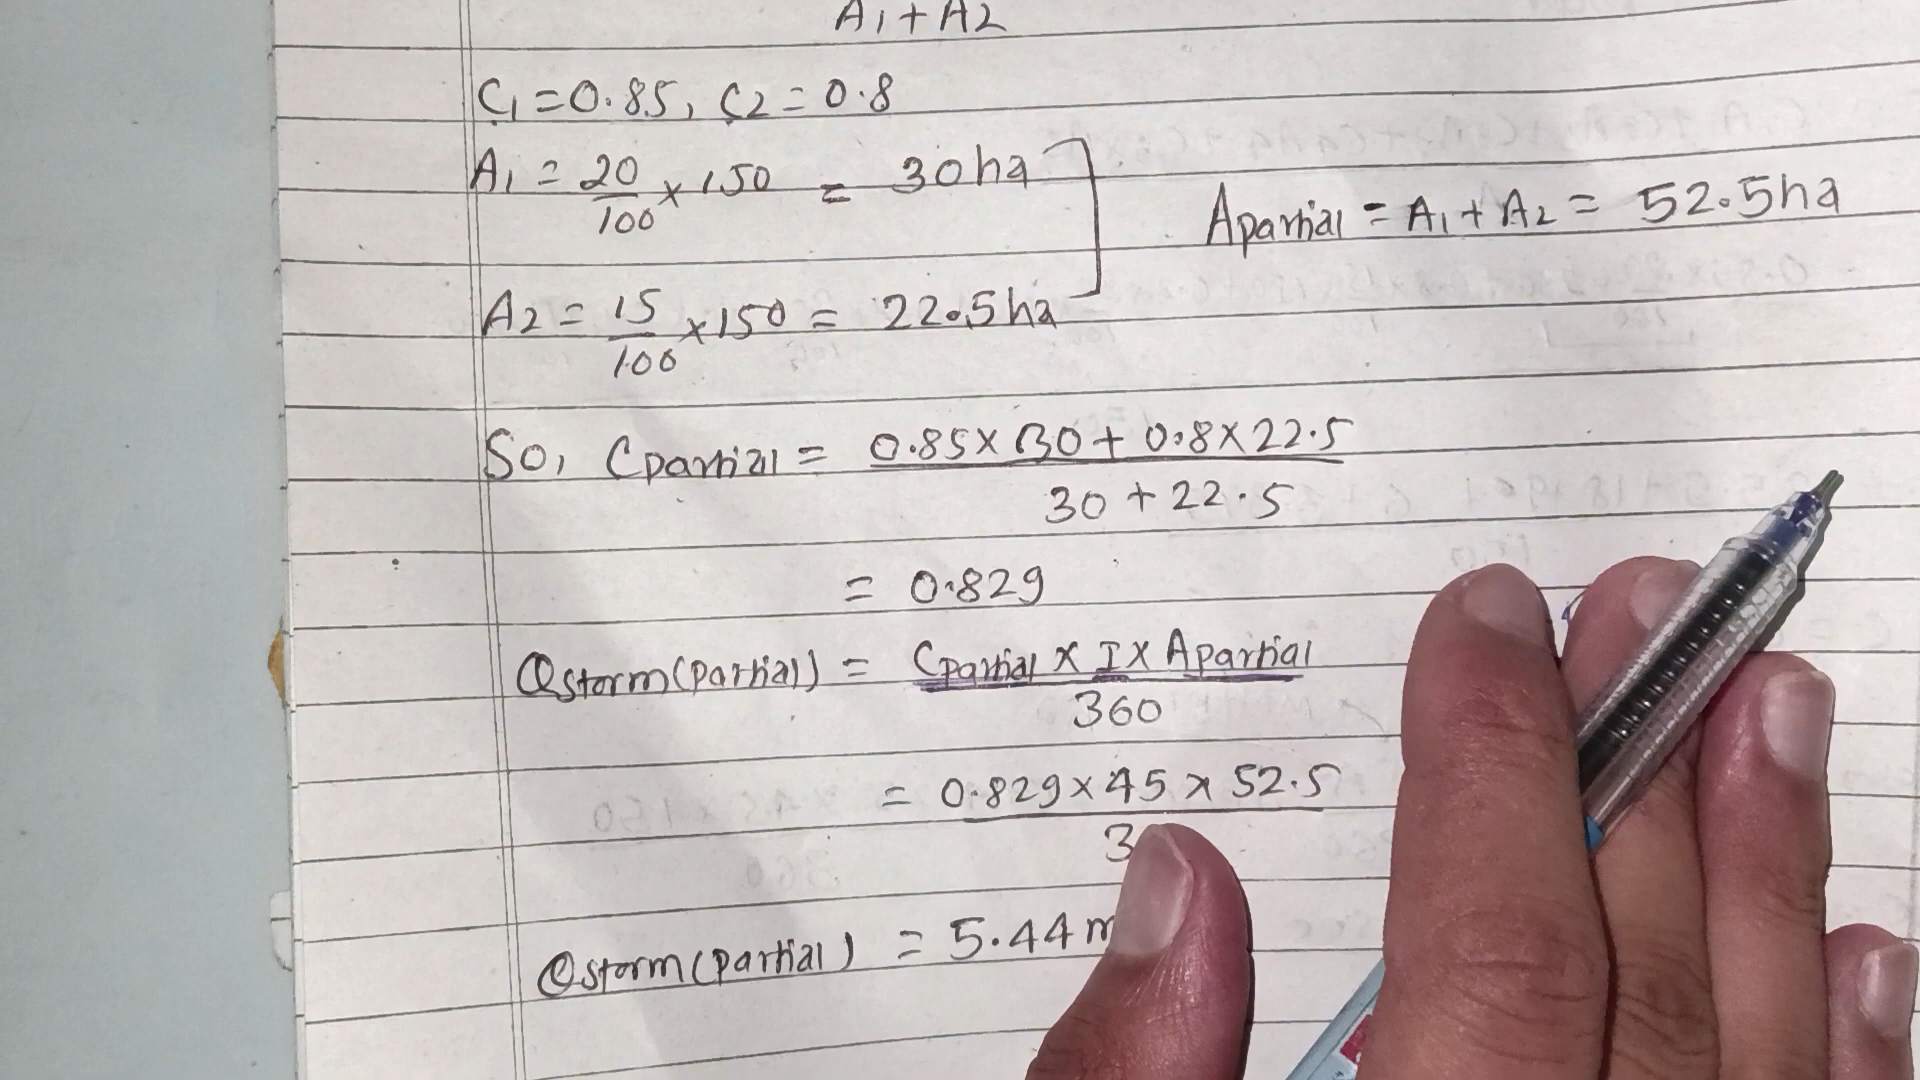 A1 + A2
C1 = 0.85, C2 = 0.8
A1 = 20/100 × 150 = 30ha
Apartial = A1 + A2 = 52.5ha
A2 = 15/100 × 150 = 22.5ha
So, Cpartial = 0.85 × 30 + 0.8 × 22.5
30 + 22.5
= 0.829
Qstorm(partial) = Cpartial × I × Apartial
360
= 0.829 × 45 × 52.5
3
Qstorm(partial) = 5.44 m